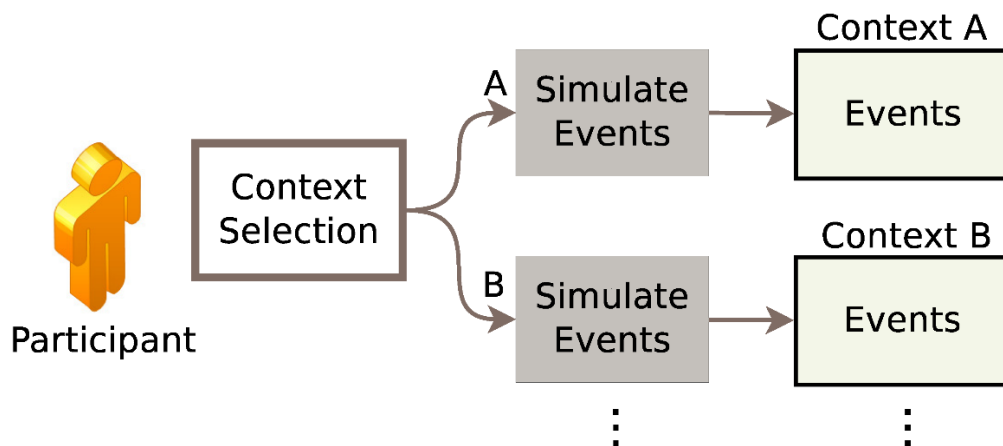 Participant
Context
Selection
A
Simulate
Events
Context A
Events
B
Simulate
Events
Context B
Events
⋮
⋮